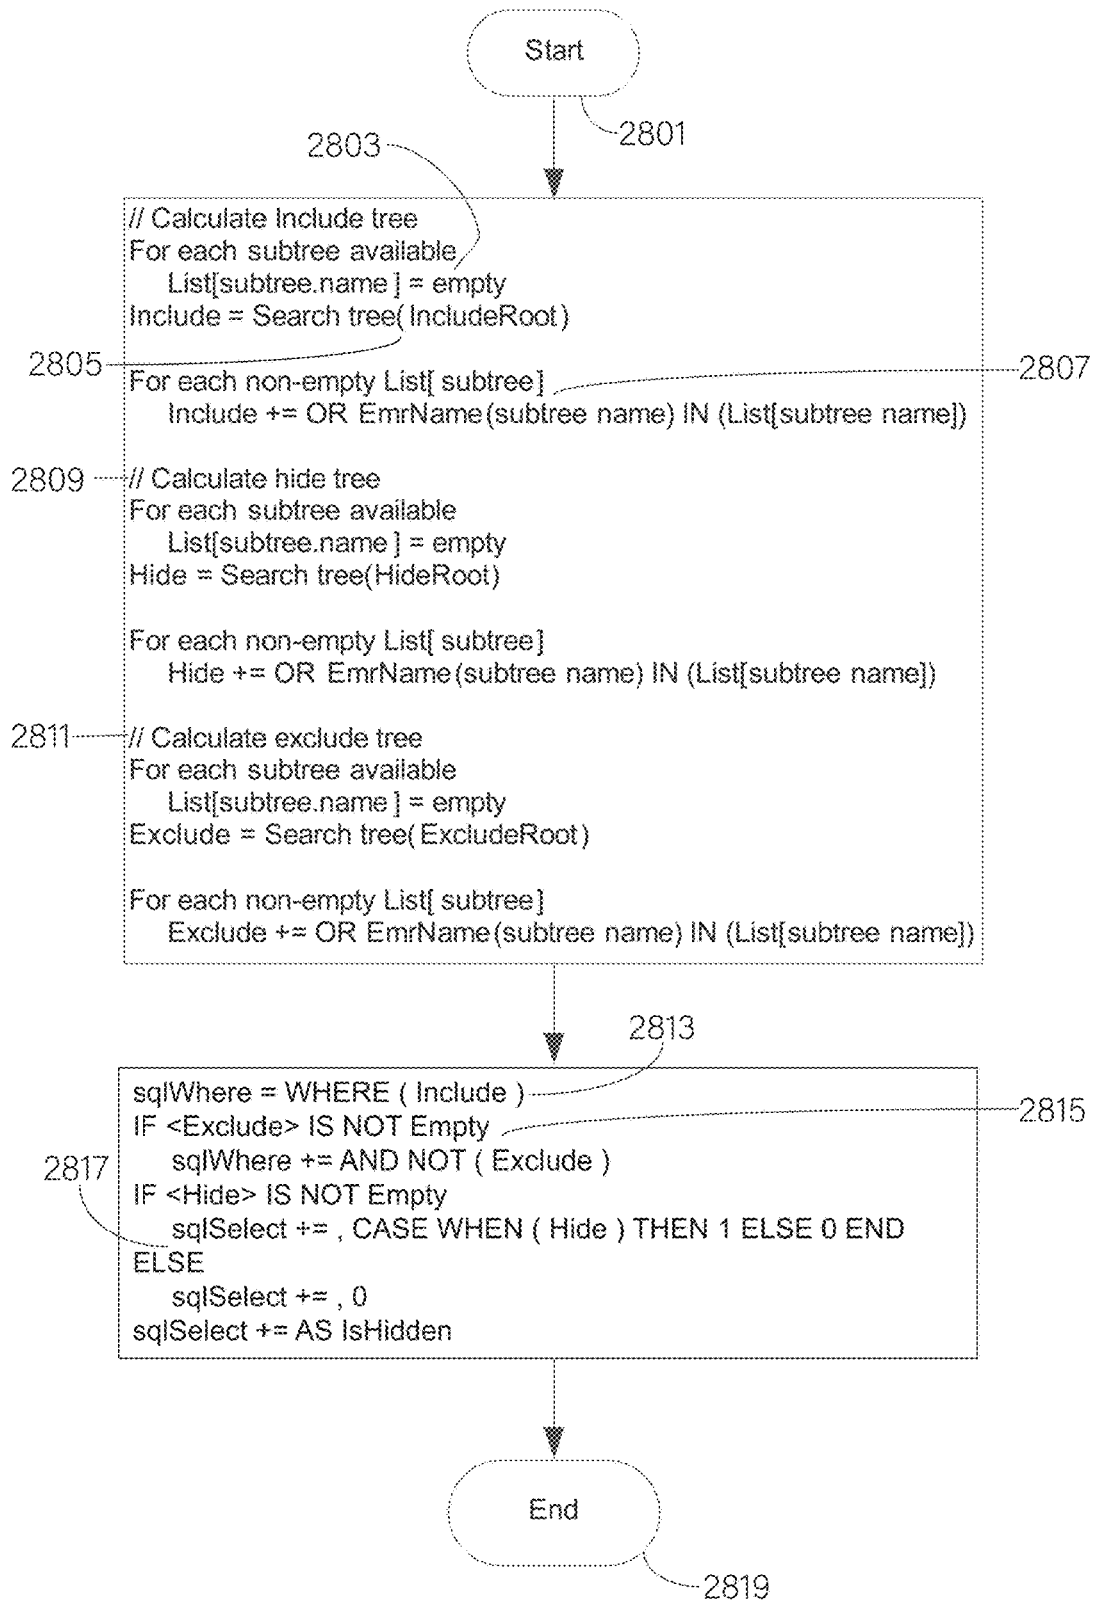 Start
2801
2803
// Calculate Include tree
For each subtree available
List[subtree.name] = empty
Include = Search tree(IncludeRoot)
2805
For each non-empty List[ subtree]
2807
Include += OR EmrName(subtree name) IN (List[subtree name])
2809
// Calculate hide tree
For each subtree available
List[subtree.name] = empty
Hide = Search tree(HideRoot)
For each non-empty List[ subtree]
Hide += OR EmrName(subtree name) IN (List[subtree name])
2811
// Calculate exclude tree
For each subtree available
List[subtree.name] = empty
Exclude = Search tree(ExcludeRoot)
For each non-empty List[ subtree]
Exclude += OR EmrName(subtree name) IN (List[subtree name])
2813
sqlWhere = WHERE ( Include )
IF <Exclude> IS NOT Empty
2815
sqlWhere += AND NOT ( Exclude )
2817
IF <Hide> IS NOT Empty
sqlSelect += , CASE WHEN ( Hide ) THEN 1 ELSE 0 END
ELSE
sqlSelect += , 0
sqlSelect += AS IsHidden
End
2819